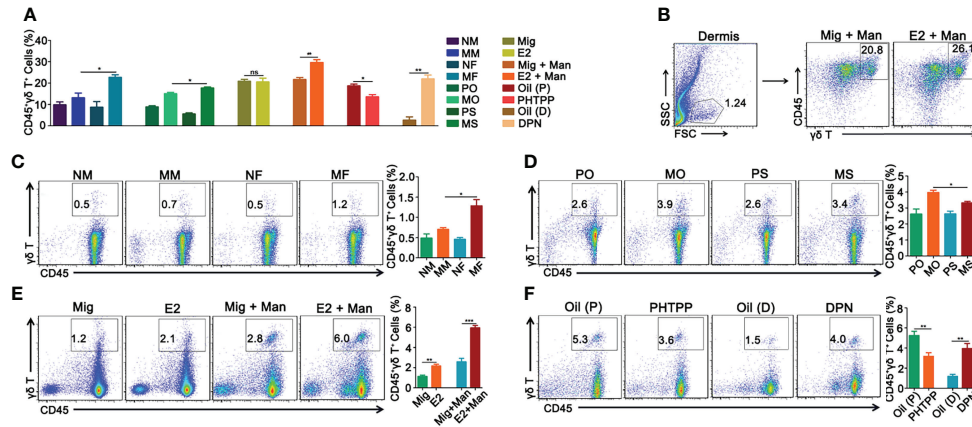 A
CD45⁺γδ T⁺ Cells (%)
40
30
20
10
0
*
*
ns
**
*
**
NM
MM
NF
MF
PO
MO
PS
MS
Mig
E2
Mig + Man
E2 + Man
Oil (P)
PHTPP
Oil (D)
DPN
B
Dermis
SSC
FSC
1.24
Mig + Man
E2 + Man
20.8
26.1
CD45
γδ T
C
NM
MM
NF
MF
0.5
0.7
0.5
1.2
γδ T
CD45
CD45⁺γδ T⁺ Cells (%)
2.0
1.5
1.0
0.5
0.0
*
NM
MM
NF
MF
D
PO
MO
PS
MS
2.6
3.9
2.6
3.4
γδ T
CD45
CD45⁺γδ T⁺ Cells (%)
5
4
3
2
1
0
*
PO
MO
PS
MS
E
Mig
E2
Mig + Man
E2 + Man
1.2
2.1
2.8
6.0
γδ T
CD45
CD45⁺γδ T⁺ Cells (%)
8
6
4
2
0
**
***
Mig
E2
Mig+Man
E2+Man
F
Oil (P)
PHTPP
Oil (D)
DPN
5.3
3.6
1.5
4.0
γδ T
CD45
CD45⁺γδ T⁺ Cells (%)
8
6
4
2
0
**
**
Oil (P)
PHTPP
Oil (D)
DPN